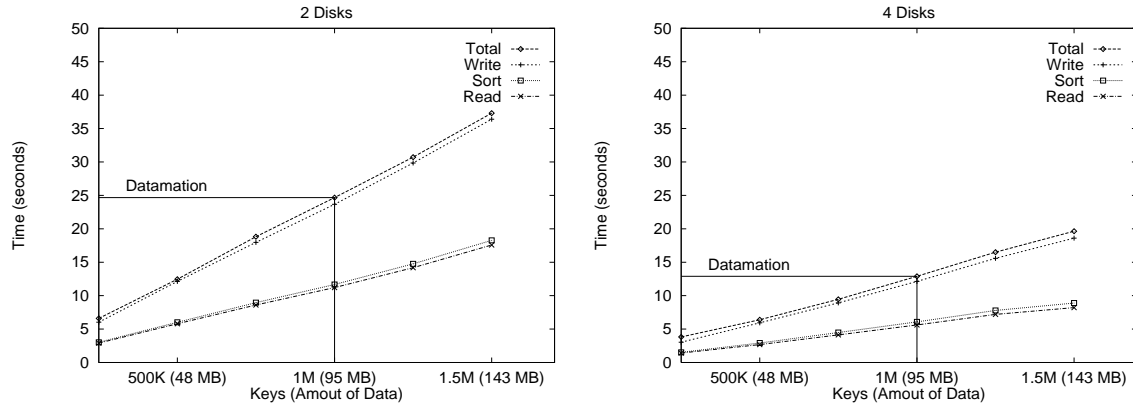 2 Disks
50
45
40
35
30
25
20
15
10
5
0
Time (seconds)
Total
Write
Sort
Read
Datamation
500K (48 MB) 1M (95 MB) 1.5M (143 MB)
Keys (Amout of Data)
4 Disks
50
45
40
35
30
25
20
15
10
5
0
Time (seconds)
Total
Write
Sort
Read
Datamation
500K (48 MB) 1M (95 MB) 1.5M (143 MB)
Keys (Amout of Data)